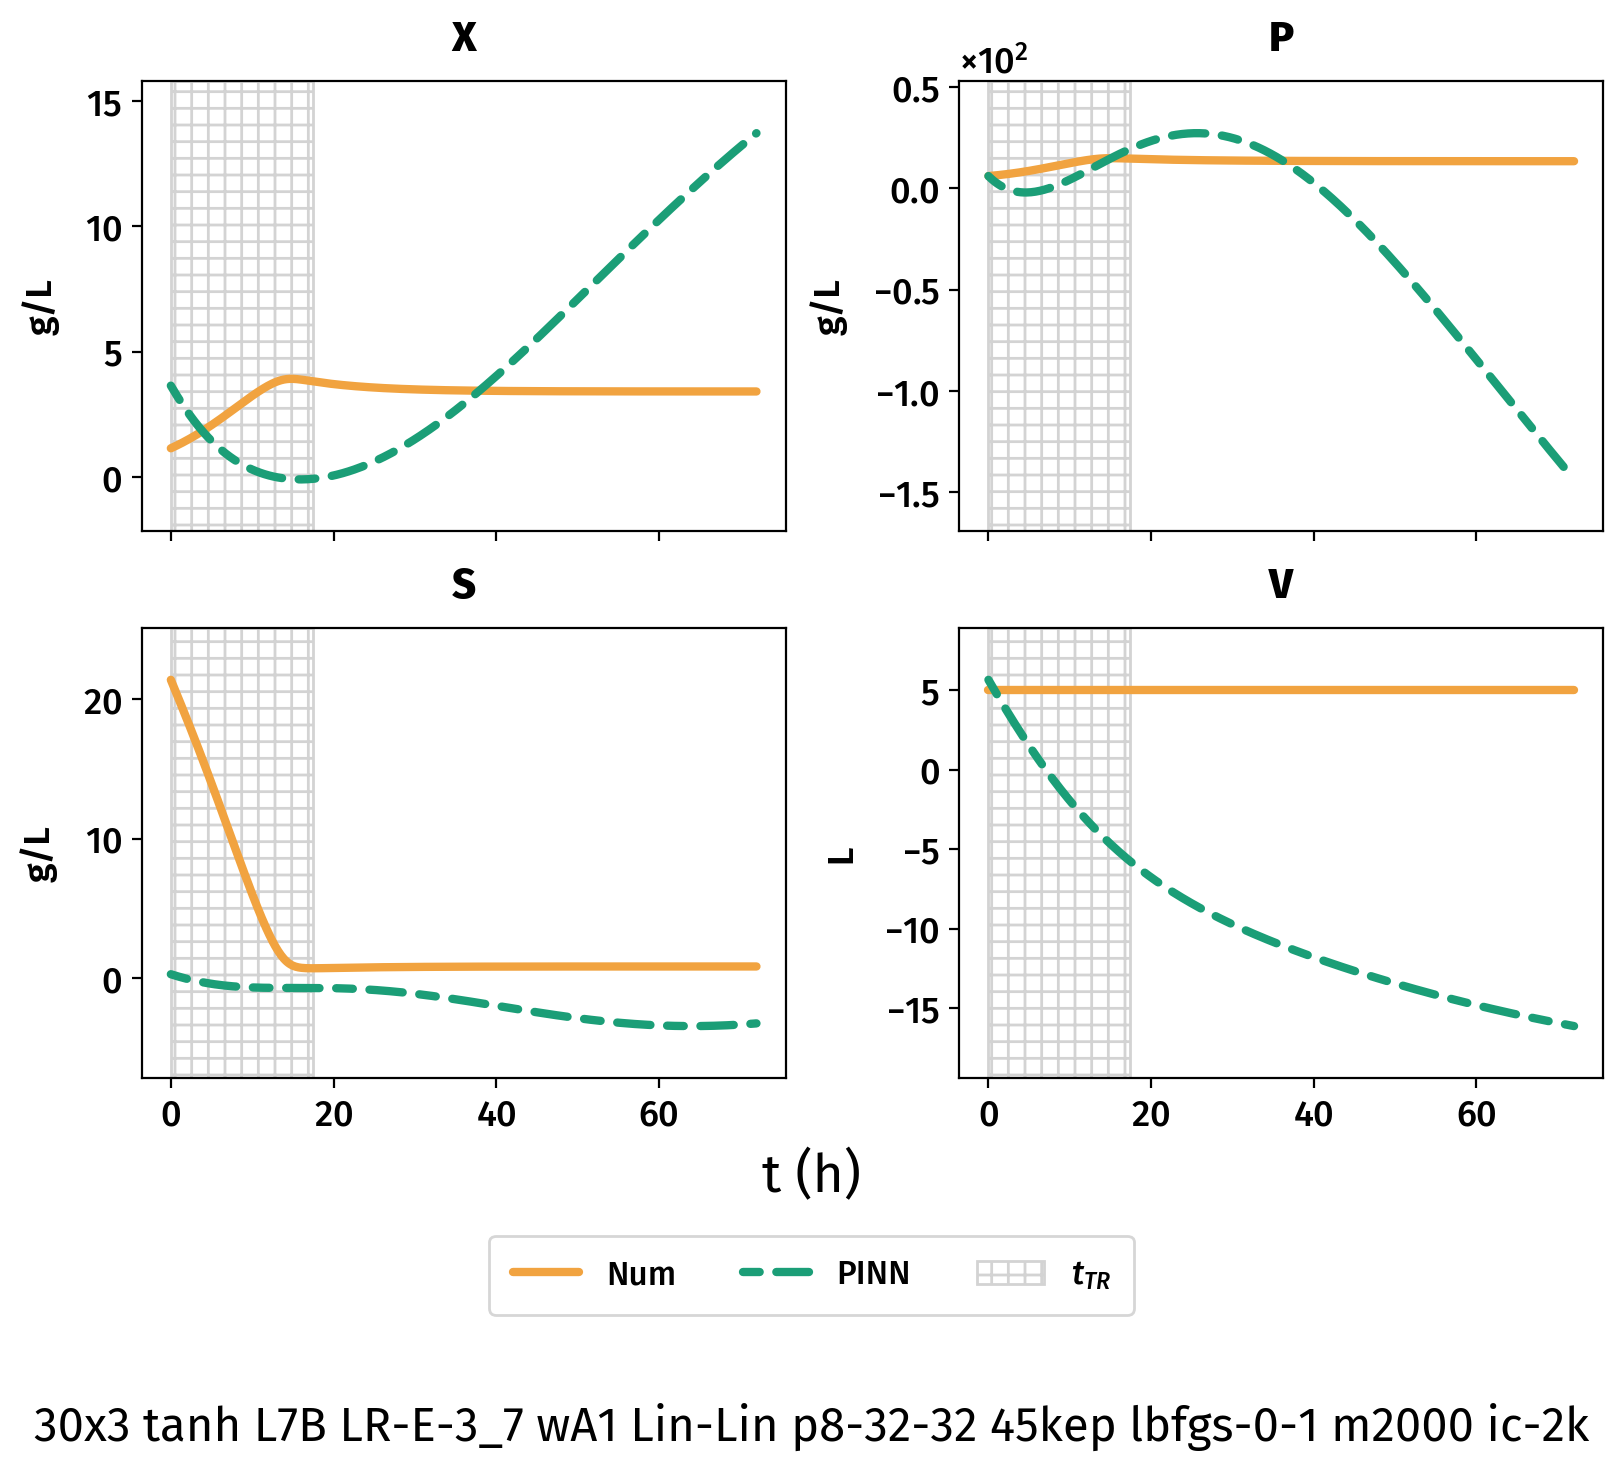 X
15
10
5
0
g/L
P
×10²
0.5
0.0
−0.5
−1.0
−1.5
g/L
S
20
10
0
g/L
0 20 40 60
V
5
0
−5
−10
−15
L
0 20 40 60
t (h)
Num PINN t_TR
30x3 tanh L7B LR-E-3_7 wA1 Lin-Lin p8-32-32 45kep lbfgs-0-1 m2000 ic-2k